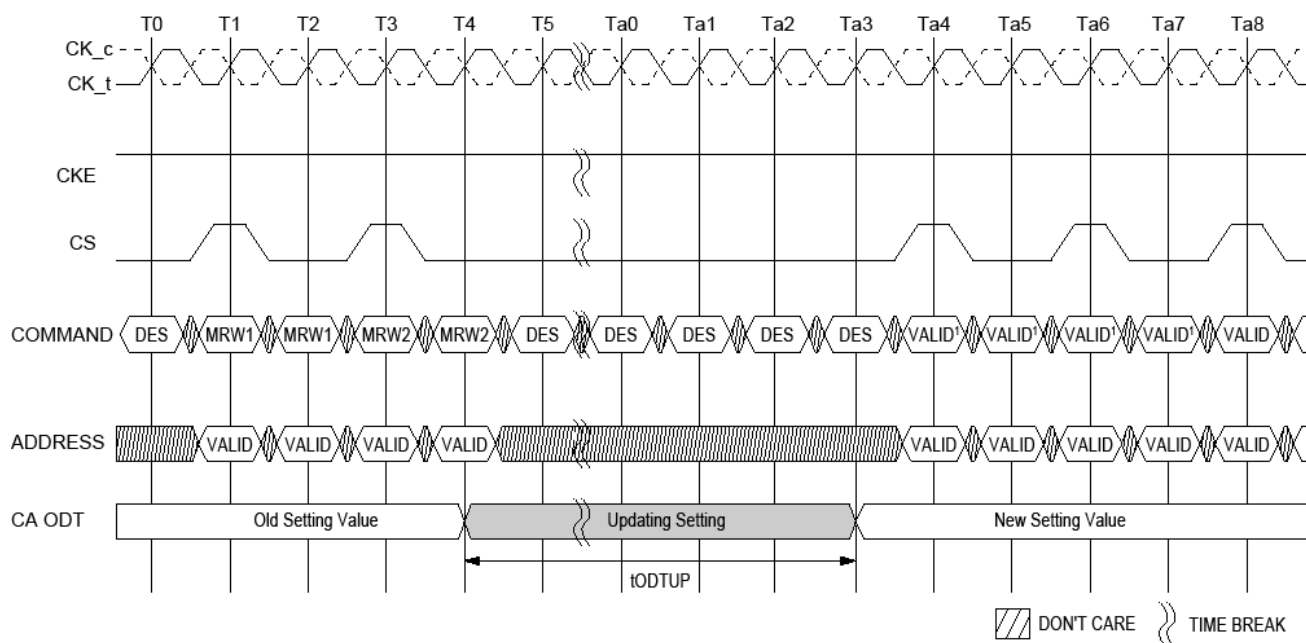 T0 T1 T2 T3 T4 T5 Ta0 Ta1 Ta2 Ta3 Ta4 Ta5 Ta6 Ta7 Ta8
CK_c
CK_t
CKE
CS
COMMAND DES MRW1 MRW1 MRW2 MRW2 DES DES DES DES DES VALID¹ VALID¹ VALID¹ VALID¹ VALID
ADDRESS VALID VALID VALID VALID VALID VALID VALID VALID VALID
CA ODT Old Setting Value Updating Setting New Setting Value
tODTUP
DON'T CARE TIME BREAK